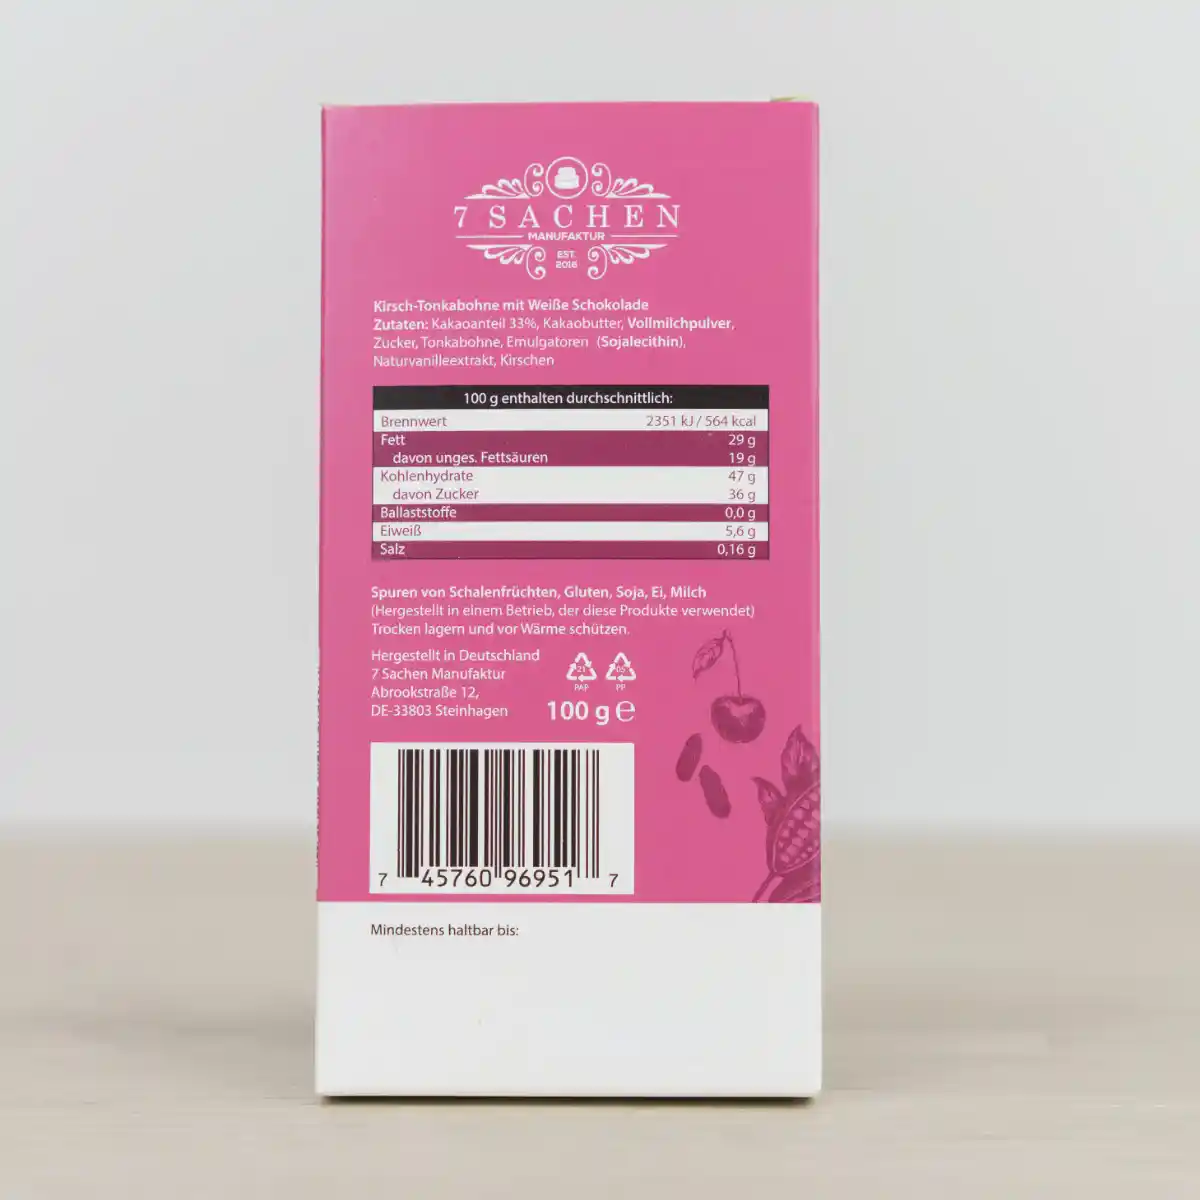 7 SACHEN
MANUFAKTUR
EST.
2016
Kirsch-Tonkabohne mit Weiße Schokolade
Zutaten: Kakaoanteil 33%, Kakaobutter, Vollmilchpulver,
Zucker, Tonkabohne, Emulgatoren (Sojalecithin),
Naturvanilleextrakt, Kirschen
100 g enthalten durchschnittlich:
Brennwert 2351 kJ / 564 kcal
Fett 29 g
davon unges. Fettsäuren 19 g
Kohlenhydrate 47 g
davon Zucker 36 g
Ballaststoffe 0,0 g
Eiweiß 5,6 g
Salz 0,16 g
Spuren von Schalenfrüchten, Gluten, Soja, Ei, Milch
(Hergestellt in einem Betrieb, der diese Produkte verwendet)
Trocken lagern und vor Wärme schützen.
Hergestellt in Deutschland
7 Sachen Manufaktur
Abrookstraße 12,
DE-33803 Steinhagen
21 05
PAP PP
100 g ℮
7 45760 96951 7
Mindestens haltbar bis: